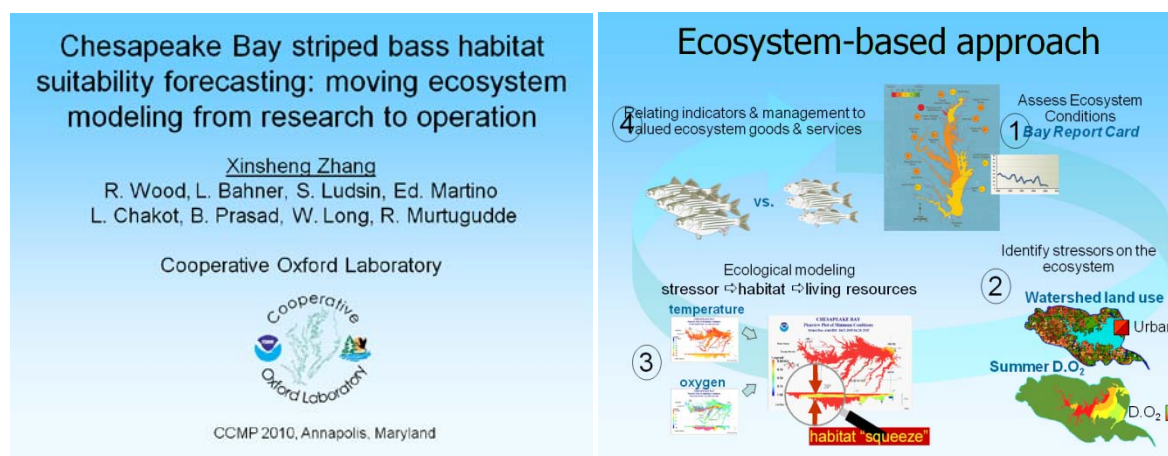 Chesapeake Bay striped bass habitat
suitability forecasting: moving ecosystem
modeling from research to operation
Xinsheng Zhang
R. Wood, L. Bahner, S. Ludsin, Ed. Martino
L. Chakot, B. Prasad, W. Long, R. Murtugudde
Cooperative Oxford Laboratory
Cooperative
Oxford Laboratory
CCMP 2010, Annapolis, Maryland
Ecosystem-based approach
4
Relating indicators & management to
valued ecosystem goods & services
vs.
Assess Ecosystem
Conditions
1
Bay Report Card
Identify stressors on the
ecosystem
2
Watershed land use
Urban
Summer D.O₂
D.O₂
Ecological modeling
stressor ⇨habitat ⇨living resources
temperature
3
oxygen
CHESAPEAKE BAY
habitat "squeeze"